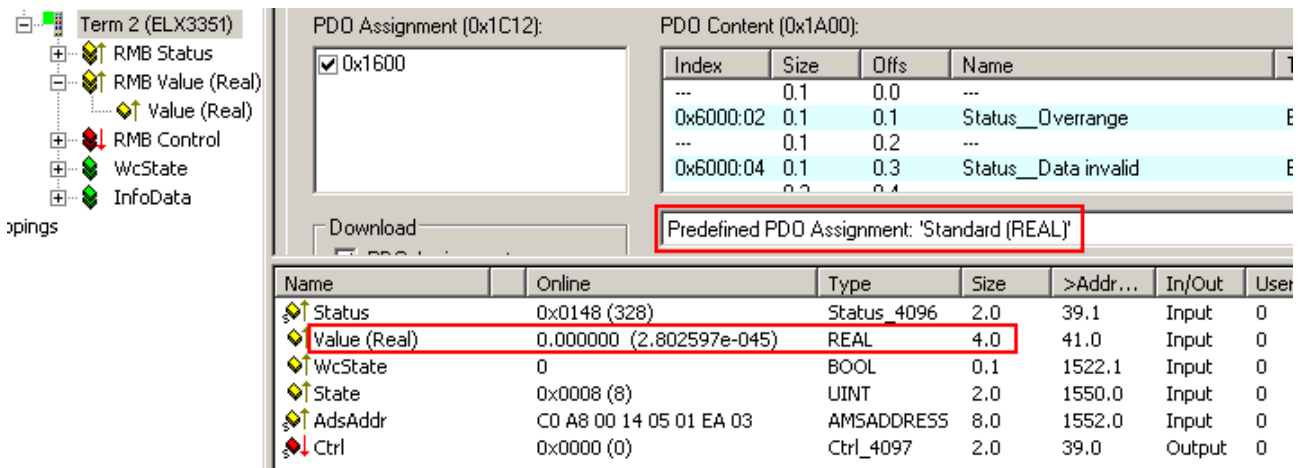 Term 2 (ELX3351)
RMB Status
RMB Value (Real)
Value (Real)
RMB Control
WcState
InfoData
ppings
PDO Assignment (0x1C12):
0x1600
Download
PDO Content (0x1A00):
Index Size Offs Name T
--- 0.1 0.0 ---
0x6000:02 0.1 0.1 Status__Overrange
--- 0.1 0.2 ---
0x6000:04 0.1 0.3 Status__Data invalid
Predefined PDO Assignment: 'Standard (REAL)'
Name Online Type Size >Addr... In/Out User
Status 0x0148 (328) Status_4096 2.0 39.1 Input 0
Value (Real) 0.000000 (2.802597e-045) REAL 4.0 41.0 Input 0
WcState 0 BOOL 0.1 1522.1 Input 0
State 0x0008 (8) UINT 2.0 1550.0 Input 0
AdsAddr C0 A8 00 14 05 01 EA 03 AMSADDRESS 8.0 1552.0 Input 0
Ctrl 0x0000 (0) Ctrl_4097 2.0 39.0 Output 0